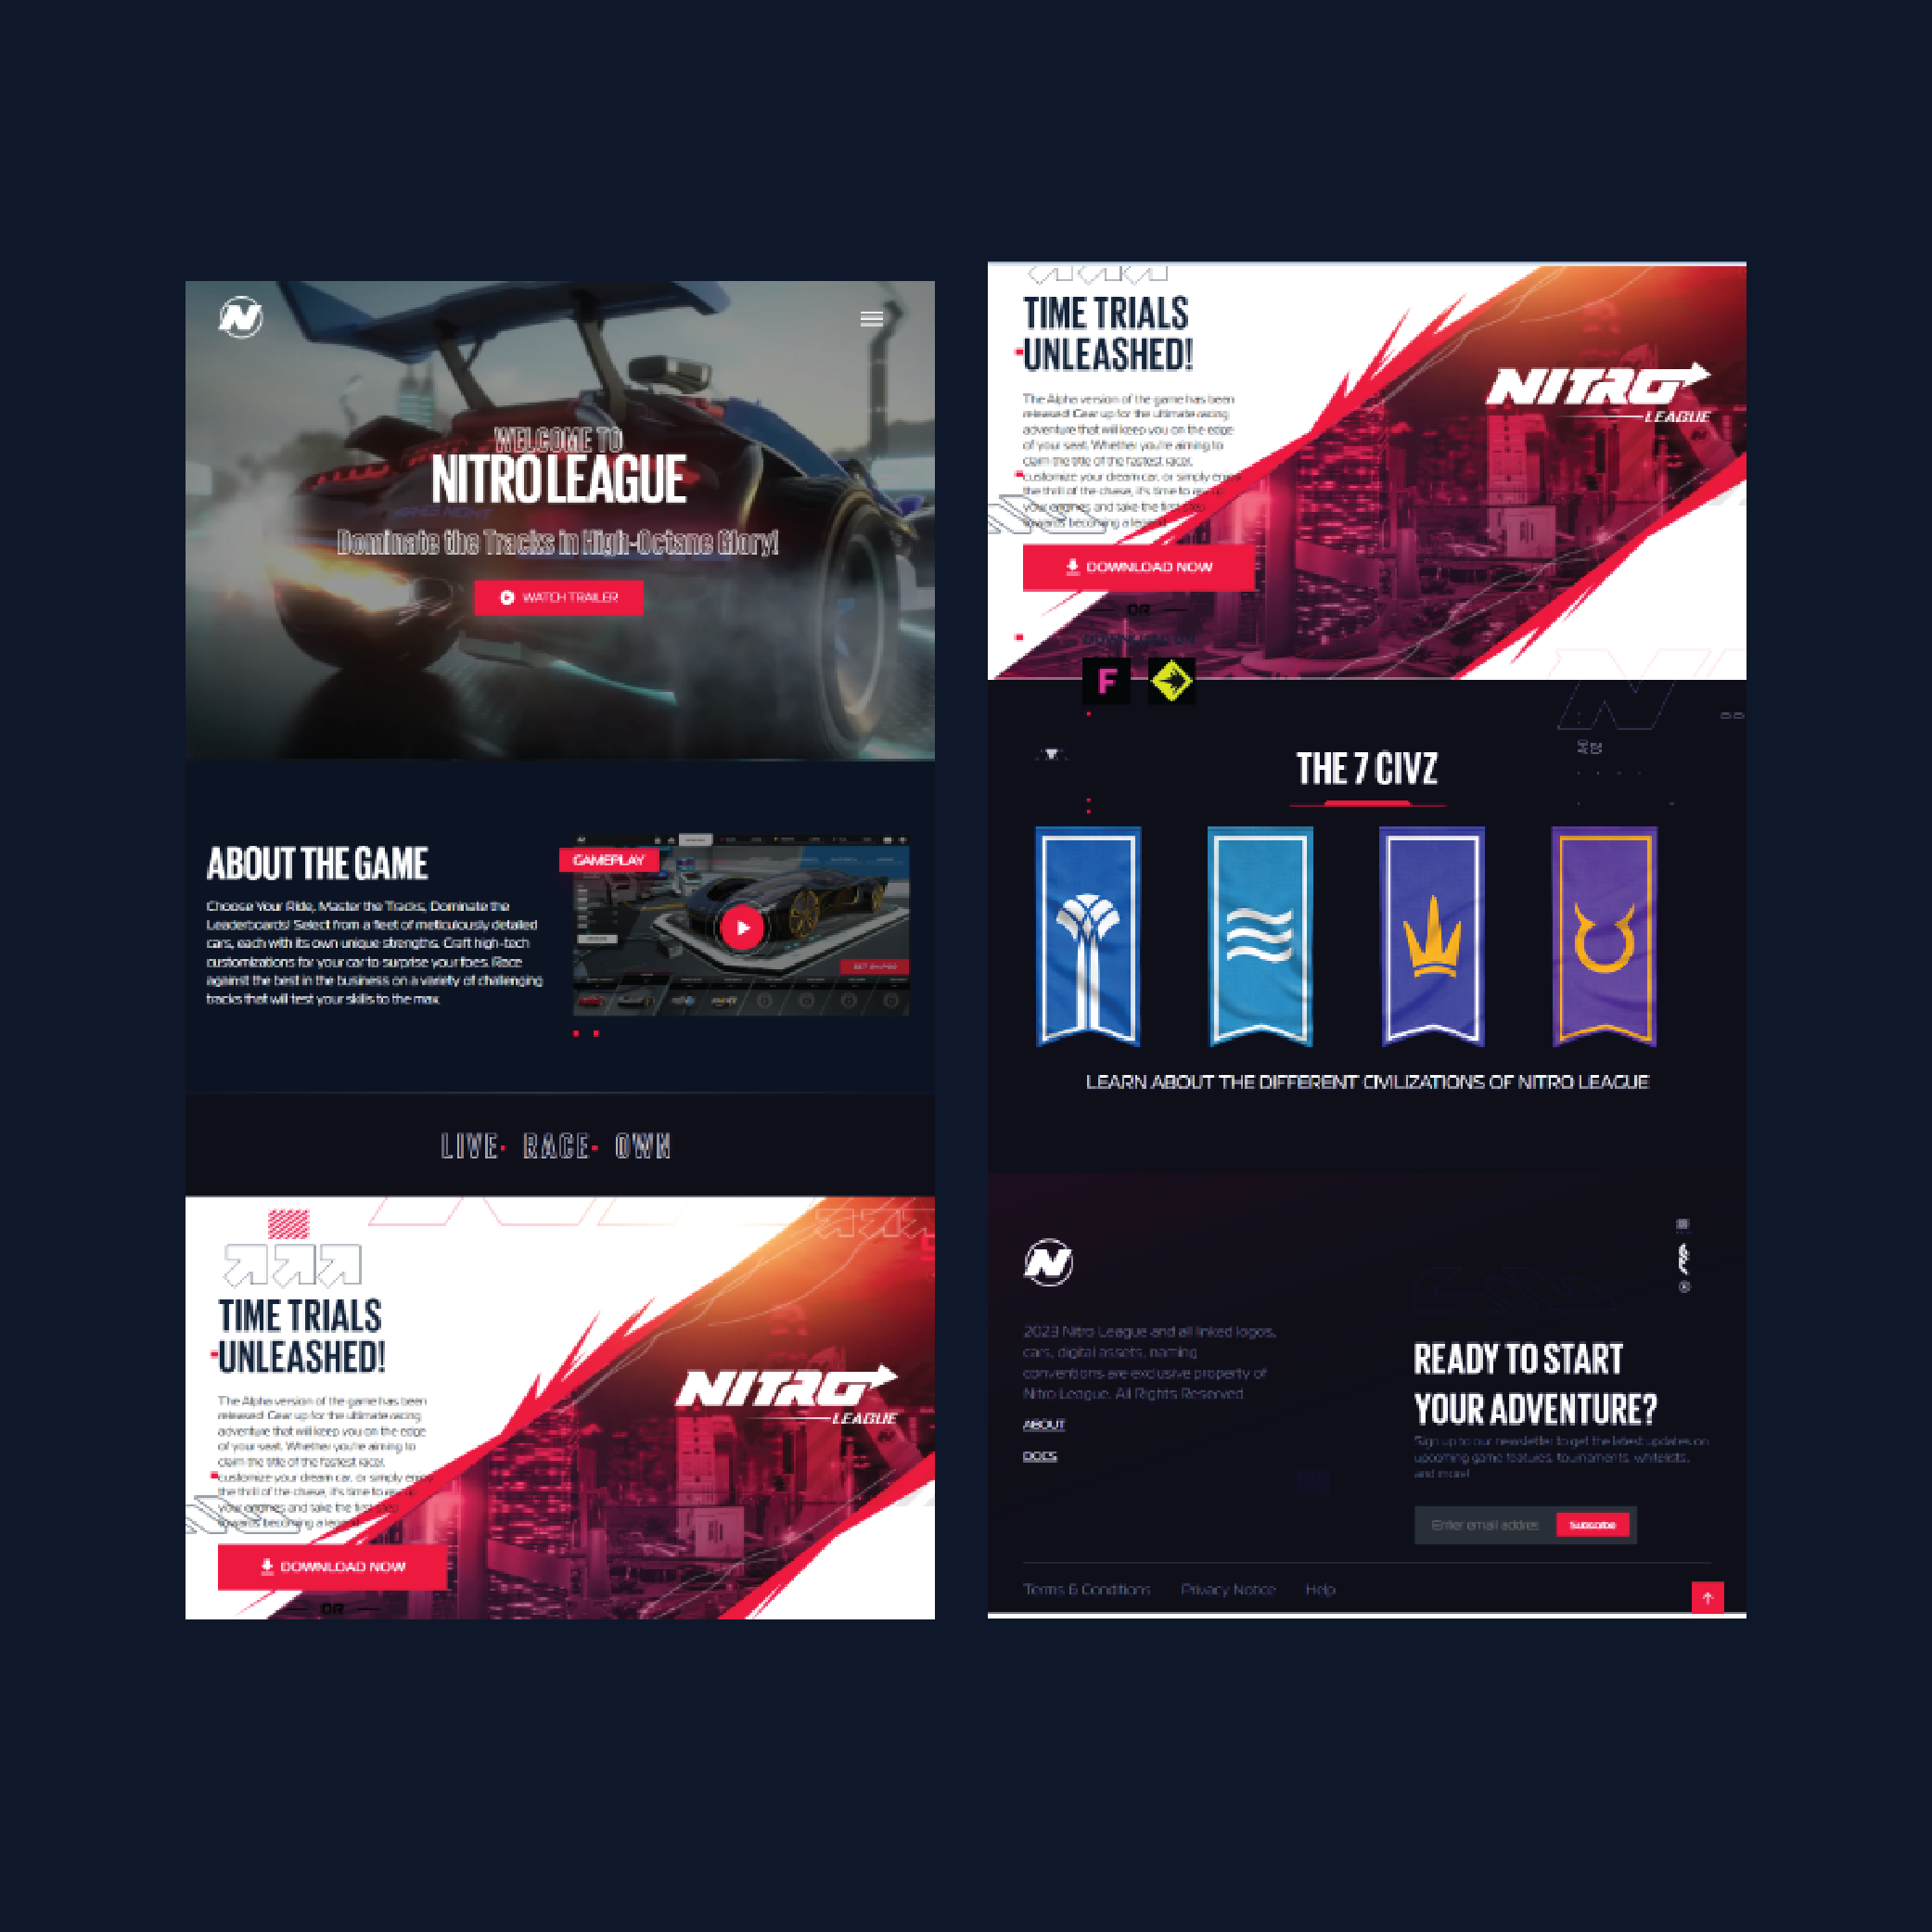 N
WELCOME TO
NITRO LEAGUE
Dominate the Tracks in High-Octane Glory!
WATCH TRAILER
ABOUT THE GAME
Choose Your Ride, Master the Tracks, Dominate the
Leaderboards! Select from a fleet of meticulously detailed
cars, each with its own unique strengths. Craft high-tech
customizations for your car to surprise your foes. Race
against the best in the business on a variety of challenging
tracks that will test your skills to the max.
GAMEPLAY
LIVE· RACE· OWN
TIME TRIALS
UNLEASHED!
The Alpha version of the game has been
released! Gear up for the ultimate racing
adventure that will keep you on the edge
of your seat. Whether you're aiming to
claim the title of the fastest racer,
customize your dream car, or simply enjoy
the thrill of the chase, it's time to
your engines and take the first step
towards becoming a legend
DOWNLOAD NOW
OR
NITRO
LEAGUE
TIME TRIALS
UNLEASHED!
The Alpha version of the game has been
released! Gear up for the ultimate racing
adventure that will keep you on the edge
of your seat. Whether you're aiming to
claim the title of the fastest racer,
customize your dream car, or simply enjoy
the thrill of the chase, it's time to
your engines and take the first step
towards becoming a legend
DOWNLOAD NOW
OR
DOWNLOAD ON
F
NITRO
LEAGUE
THE 7 CIVZ
LEARN ABOUT THE DIFFERENT CIVILIZATIONS OF NITRO LEAGUE
N
2023 Nitro League and all linked logos,
cars, digital assets, naming
conventions are exclusive property of
Nitro League. All Rights Reserved
ABOUT
DOCS
READY TO START
YOUR ADVENTURE?
Sign up to our newsletter to get the latest updates on
upcoming game features, tournaments, whitelists,
and more!
Enter email addres
Subscribe
Terms & Conditions
Privacy Notice
Help